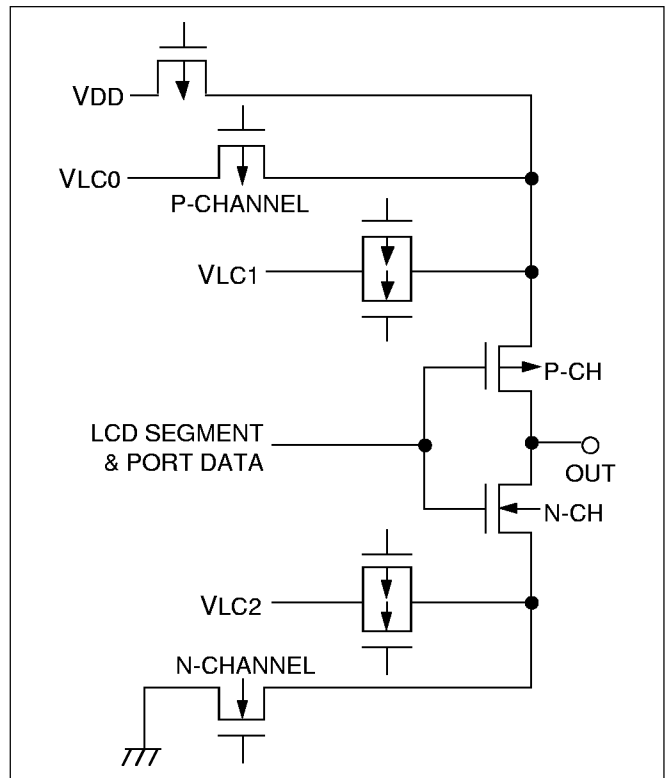 VDD
VLC0
P-CHANNEL
VLC1
P-CH
LCD SEGMENT
& PORT DATA
OUT
N-CH
VLC2
N-CHANNEL